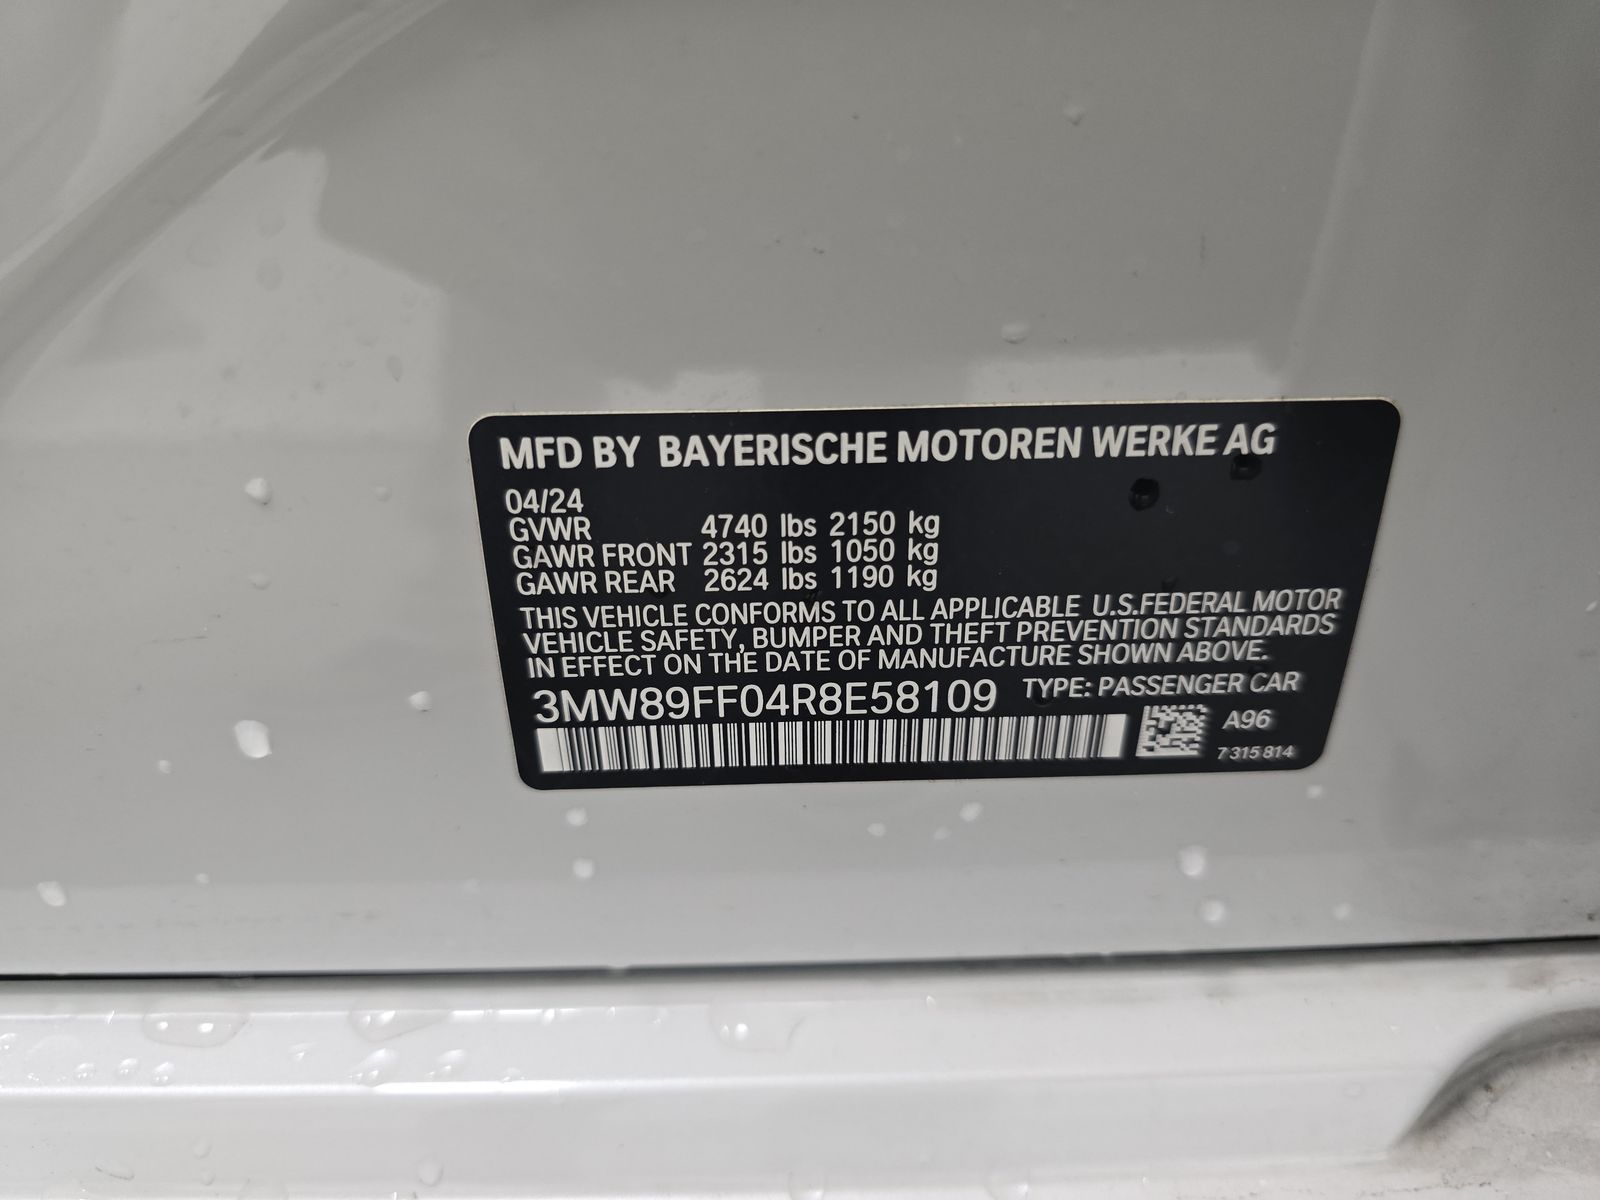 MFD BY BAYERISCHE MOTOREN WERKE AG
04/24
GVWR 4740 lbs 2150 kg
GAWR FRONT 2315 lbs 1050 kg
GAWR REAR 2624 lbs 1190 kg
THIS VEHICLE CONFORMS TO ALL APPLICABLE U.S.FEDERAL MOTOR
VEHICLE SAFETY, BUMPER AND THEFT PREVENTION STANDARDS
IN EFFECT ON THE DATE OF MANUFACTURE SHOWN ABOVE.
3MW89FF04R8E58109 TYPE: PASSENGER CAR
A96
7 315 814